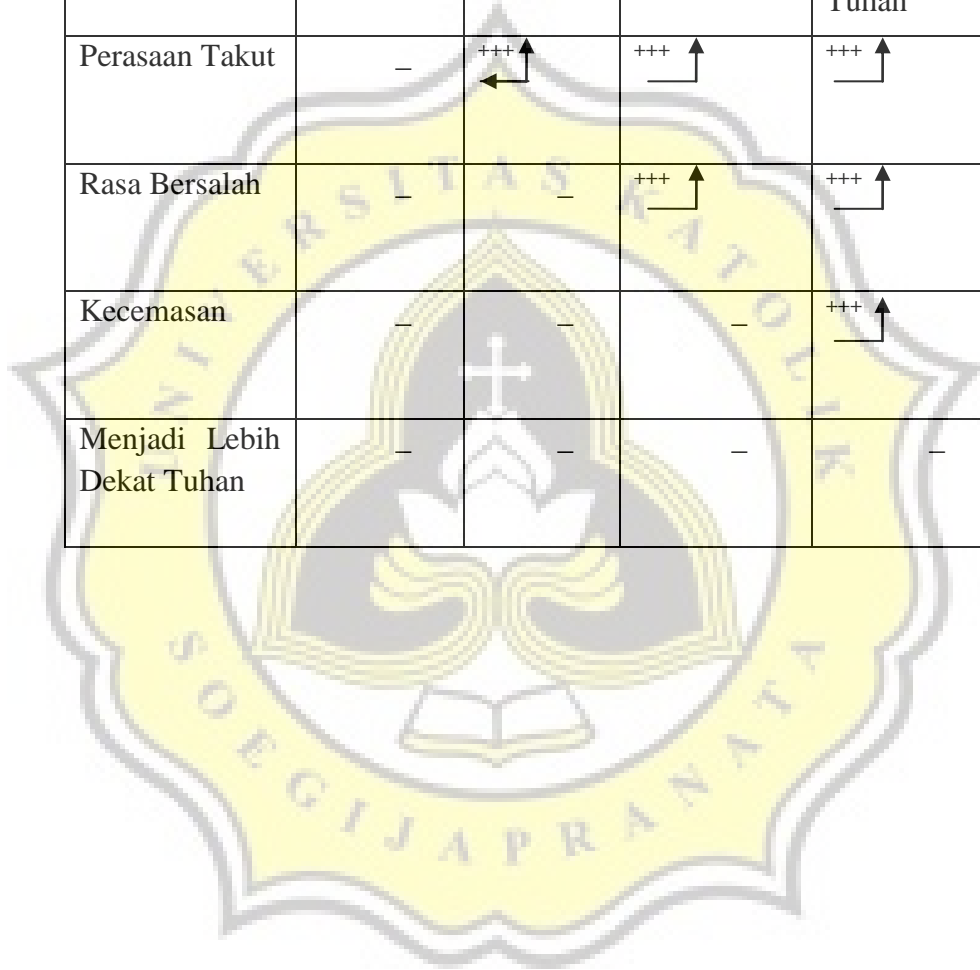 Tuhan
Perasaan Takut – +++ +++ +++
Rasa Bersalah – – +++ +++
Kecemasan – – – +++
Menjadi Lebih – – – –
Dekat Tuhan
UNIVERSITAS KATOLIK
SOEGIJAPRANATA